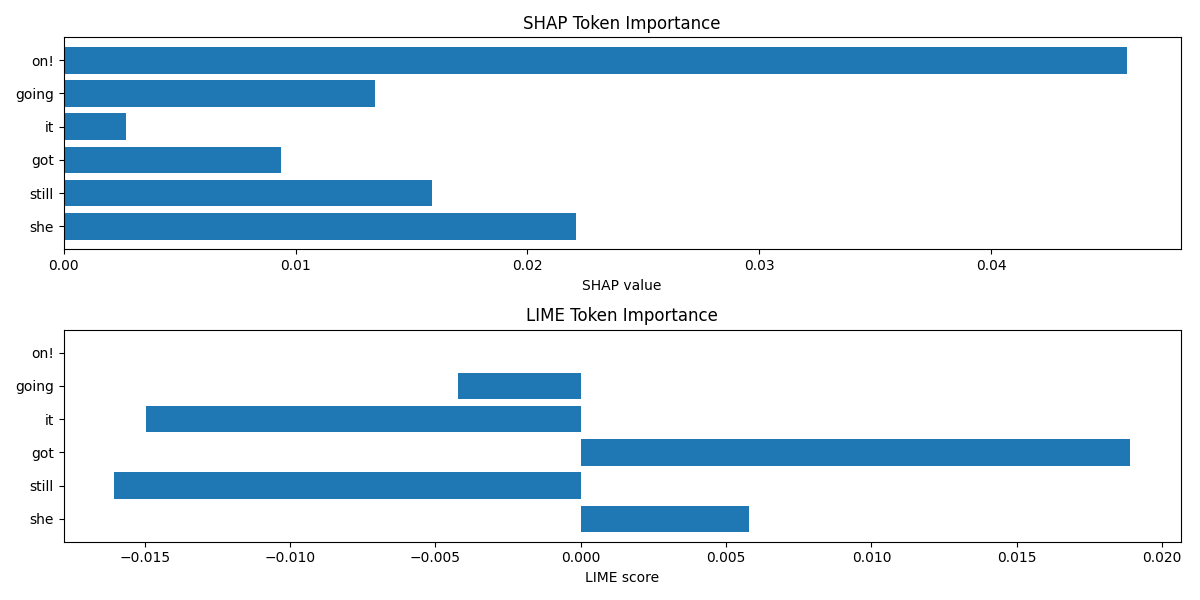 SHAP Token Importance
on!
going
it
got
still
she
0.00 0.01 0.02 0.03 0.04
SHAP value
LIME Token Importance
on!
going
it
got
still
she
−0.015 −0.010 −0.005 0.000 0.005 0.010 0.015 0.020
LIME score